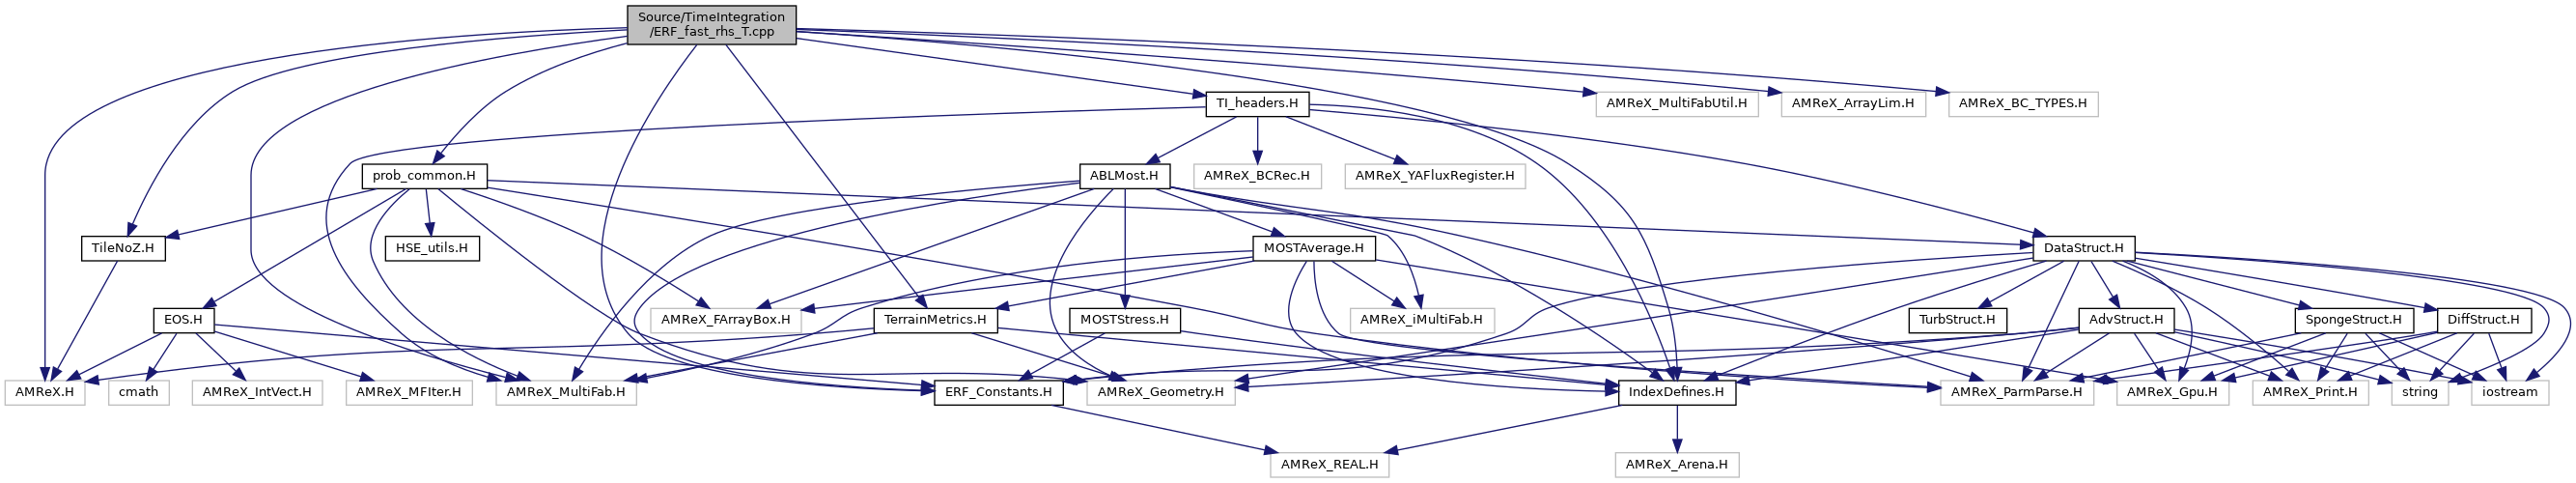 Source/TimeIntegration
/ERF_fast_rhs_T.cpp
TI_headers.H
AMReX_MultiFabUtil.H
AMReX_ArrayLim.H
AMReX_BC_TYPES.H
prob_common.H
ABLMost.H
AMReX_BCRec.H
AMReX_YAFluxRegister.H
TileNoZ.H
HSE_utils.H
MOSTAverage.H
DataStruct.H
EOS.H
AMReX_FArrayBox.H
TerrainMetrics.H
MOSTStress.H
AMReX_iMultiFab.H
TurbStruct.H
AdvStruct.H
SpongeStruct.H
DiffStruct.H
AMReX.H
cmath
AMReX_IntVect.H
AMReX_MFIter.H
AMReX_MultiFab.H
ERF_Constants.H
AMReX_Geometry.H
IndexDefines.H
AMReX_ParmParse.H
AMReX_Gpu.H
AMReX_Print.H
string
iostream
AMReX_REAL.H
AMReX_Arena.H